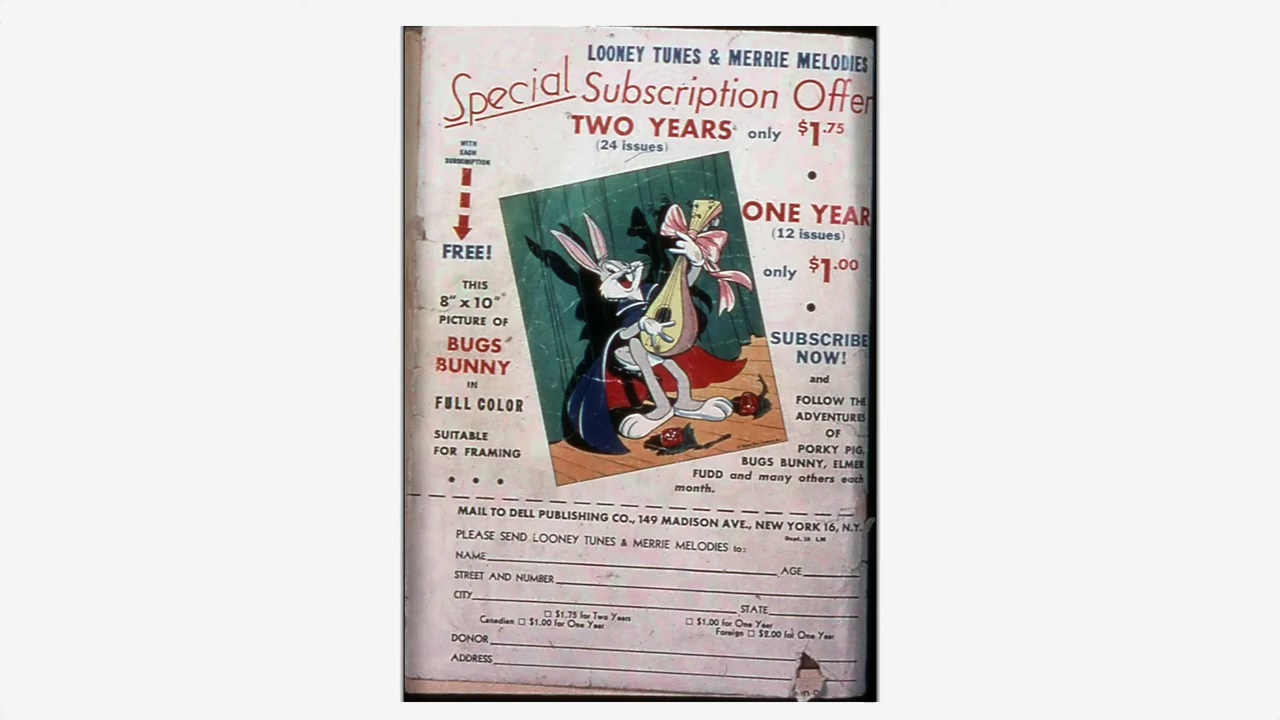 LOONEY TUNES & MERRIE MELODIES
Special Subscription Offer
TWO YEARS only $1.75
(24 issues)
WITH
EACH
SUBSCRIPTION
FREE!
THIS
8" x 10"
PICTURE OF
BUGS
BUNNY
IN
FULL COLOR
SUITABLE
FOR FRAMING
• • •
•
ONE YEAR
(12 issues)
only $1.00
•
SUBSCRIBE
NOW!
and
FOLLOW THE
ADVENTURES
OF
PORKY PIG,
BUGS BUNNY, ELMER
FUDD and many others each
month.
MAIL TO DELL PUBLISHING CO., 149 MADISON AVE., NEW YORK 16, N.Y.
Dept. LM
PLEASE SEND LOONEY TUNES & MERRIE MELODIES to:
NAME AGE
STREET AND NUMBER
CITY STATE
□ $1.75 for Two Years □ $1.00 for One Year
Canadian □ $1.00 for One Year Foreign □ $2.00 for One Year
DONOR
ADDRESS